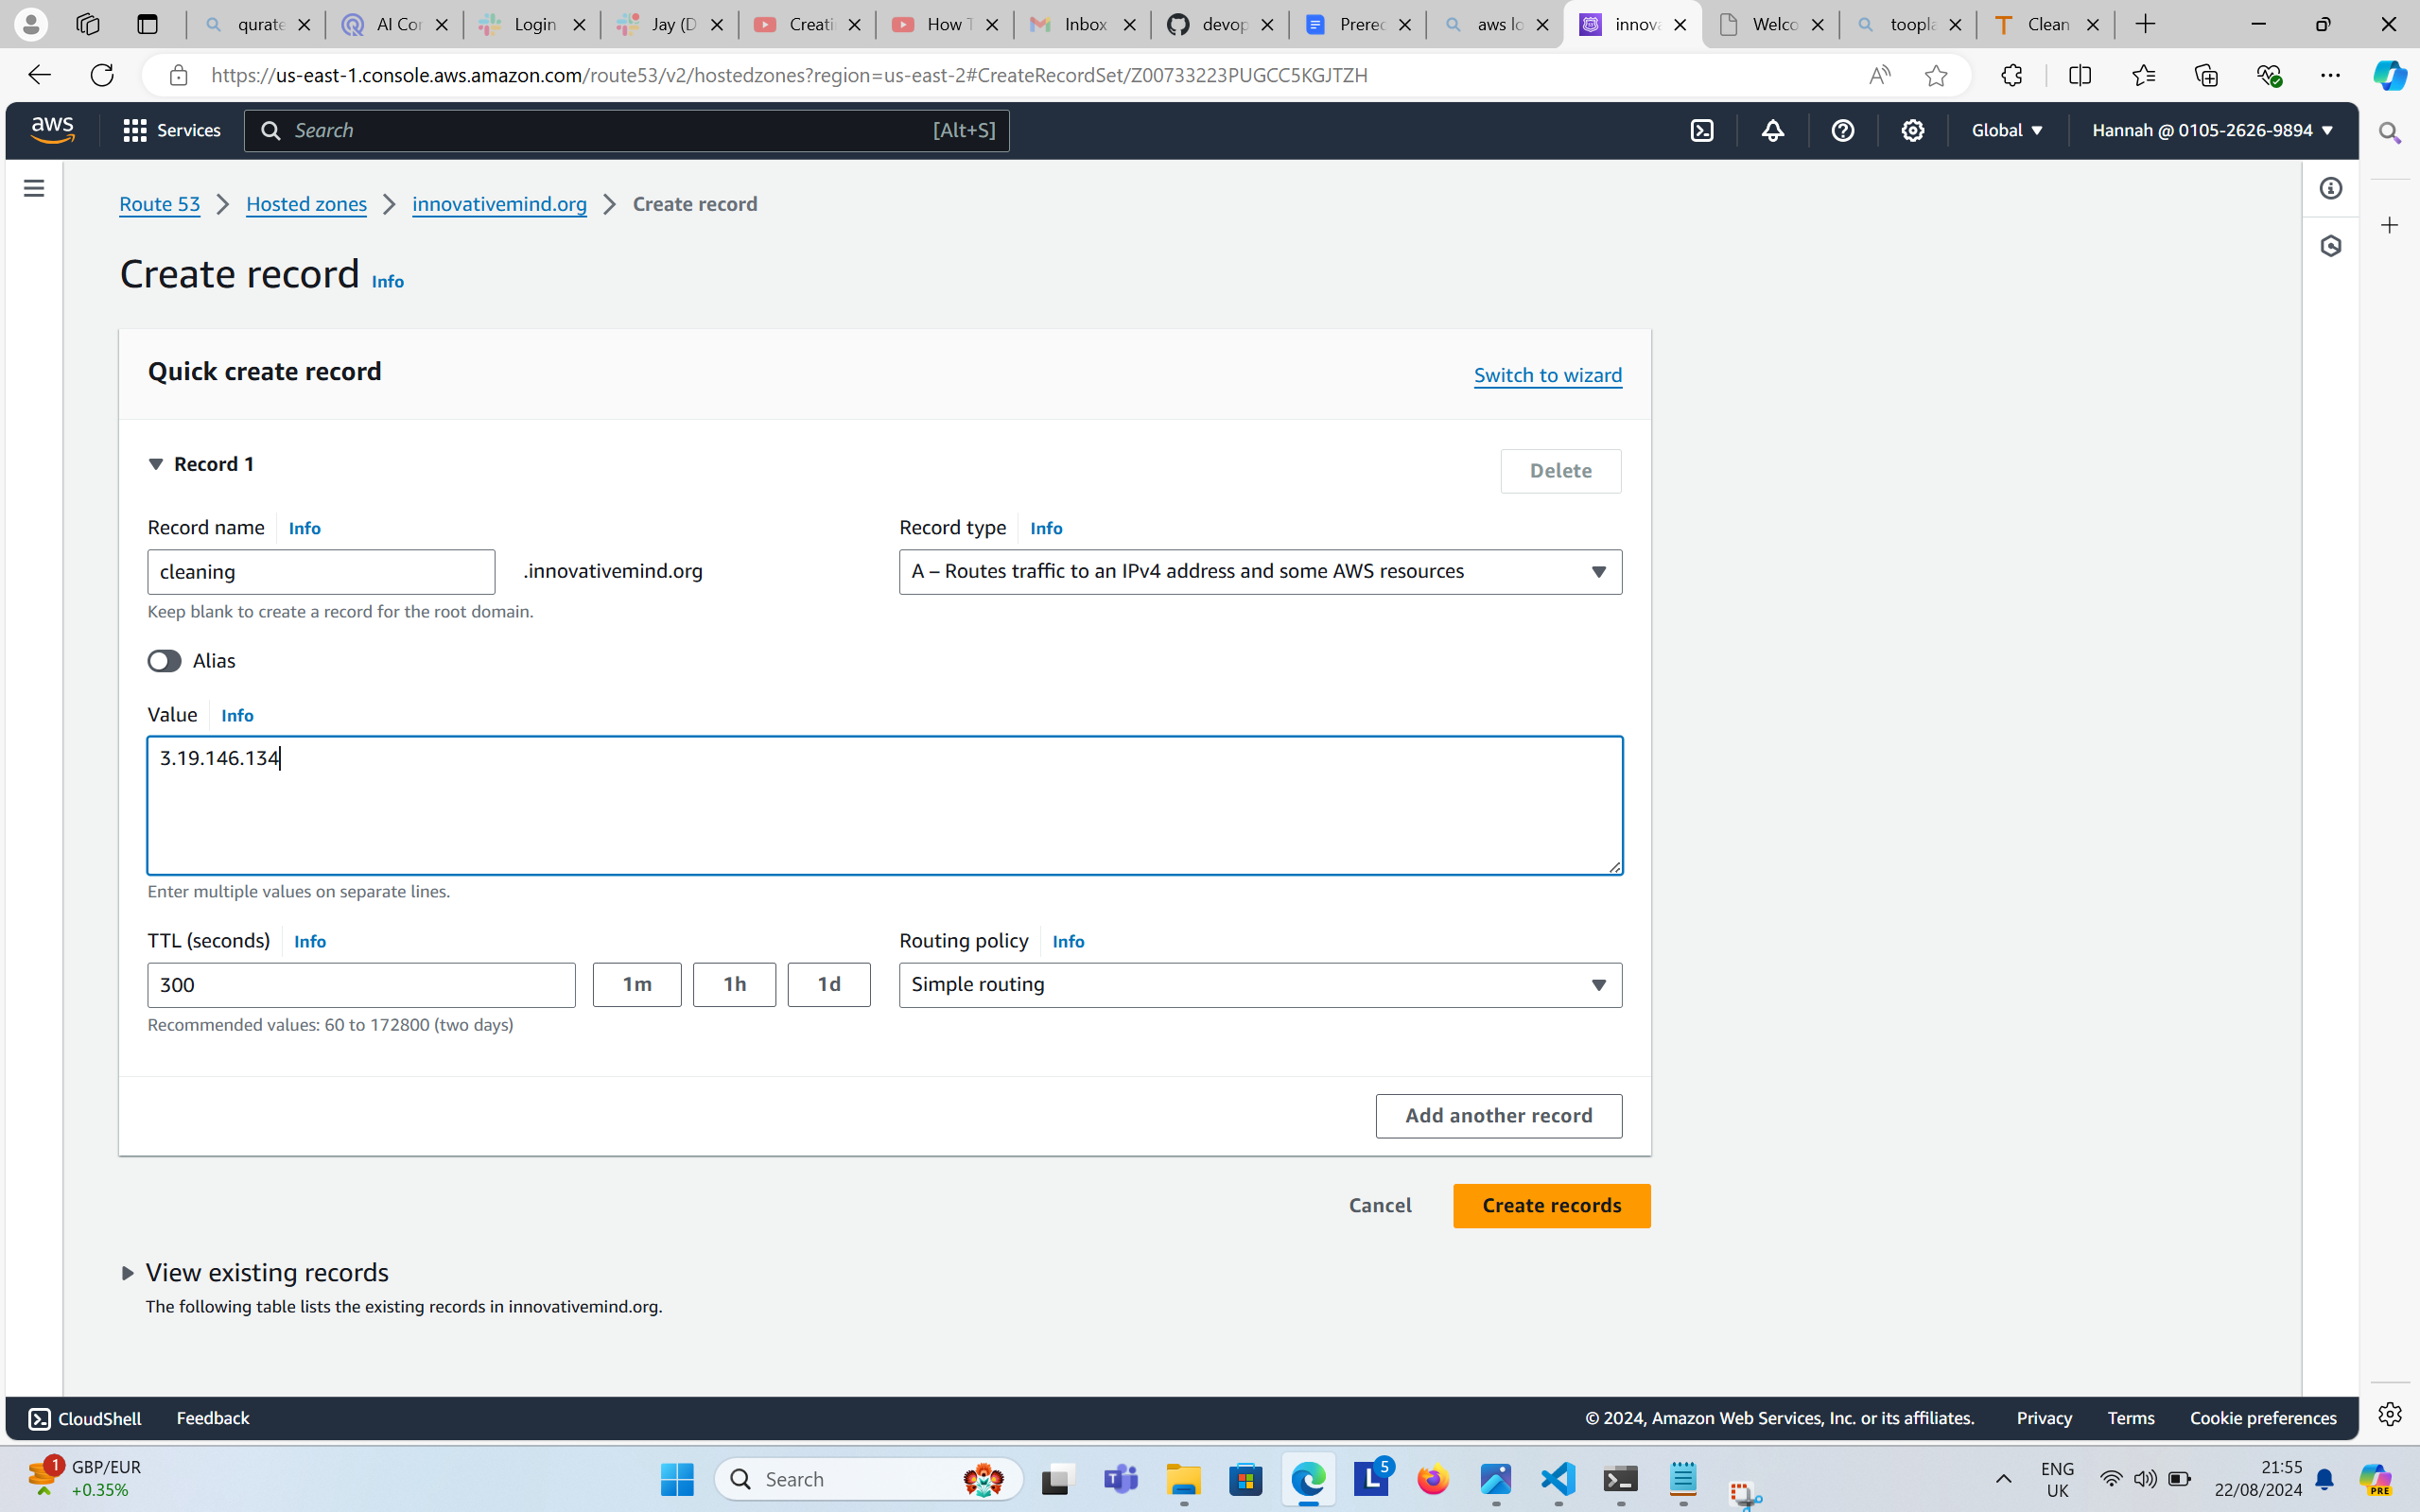 qurate
AI Cor
Login
Jay (D
Creati
How T
Inbox
devop
Prerec
aws lo
innova
Welco
toopla
Clean
https://us-east-1.console.aws.amazon.com/route53/v2/hostedzones?region=us-east-2#CreateRecordSet/Z00733223PUGCC5KGJTZH
aws
Services
Search
[Alt+S]
Global
Hannah @ 0105-2626-9894
Route 53
Hosted zones
innovativemind.org
Create record
Create record Info
Quick create record
Switch to wizard
Record 1
Delete
Record name Info
Record type Info
cleaning
.innovativemind.org
A – Routes traffic to an IPv4 address and some AWS resources
Keep blank to create a record for the root domain.
Alias
Value Info
3.19.146.134
Enter multiple values on separate lines.
TTL (seconds) Info
Routing policy Info
300
1m
1h
1d
Simple routing
Recommended values: 60 to 172800 (two days)
Add another record
Cancel
Create records
View existing records
The following table lists the existing records in innovativemind.org.
CloudShell
Feedback
© 2024, Amazon Web Services, Inc. or its affiliates.
Privacy
Terms
Cookie preferences
1
GBP/EUR
+0.35%
Search
L
5
ENG
UK
21:55
22/08/2024
PRE